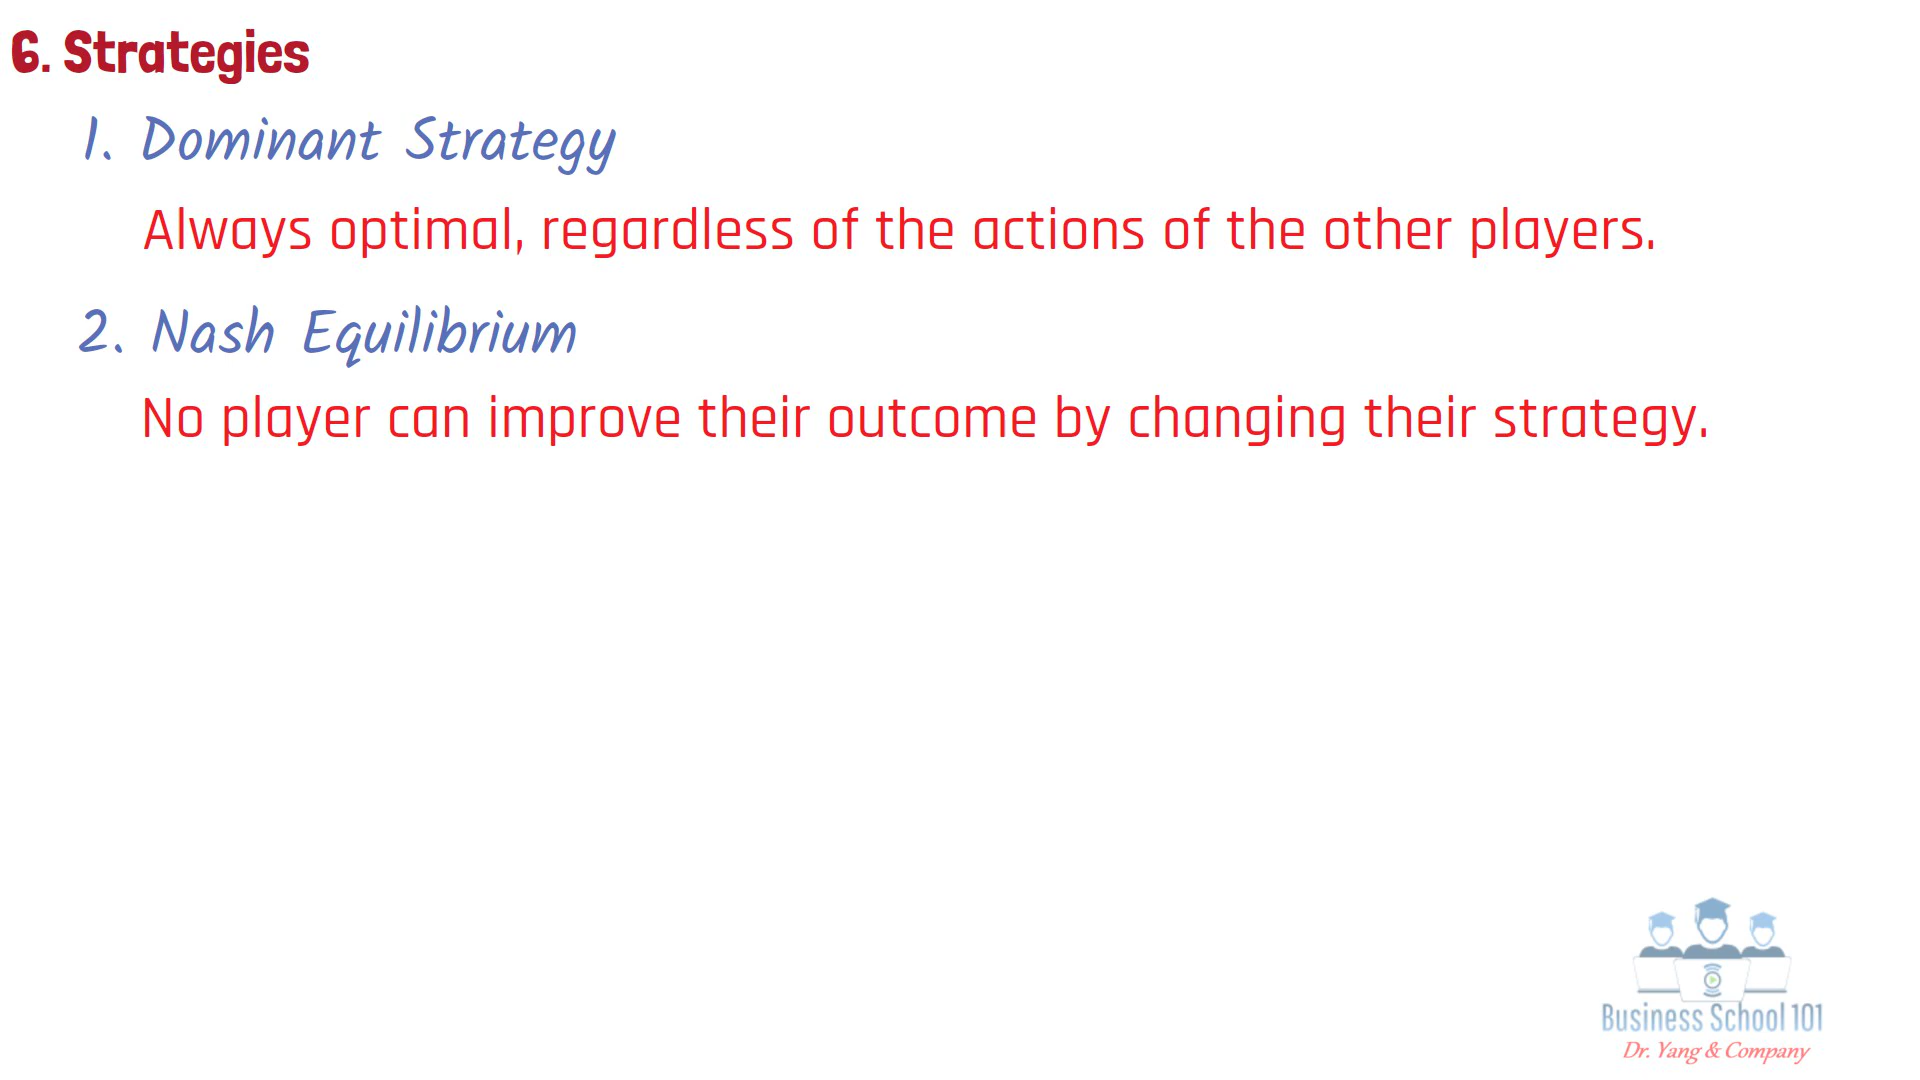 6. Strategies
1. Dominant Strategy
Always optimal, regardless of the actions of the other players.
2. Nash Equilibrium
No player can improve their outcome by changing their strategy.
Business School 101
Dr. Yang & Company